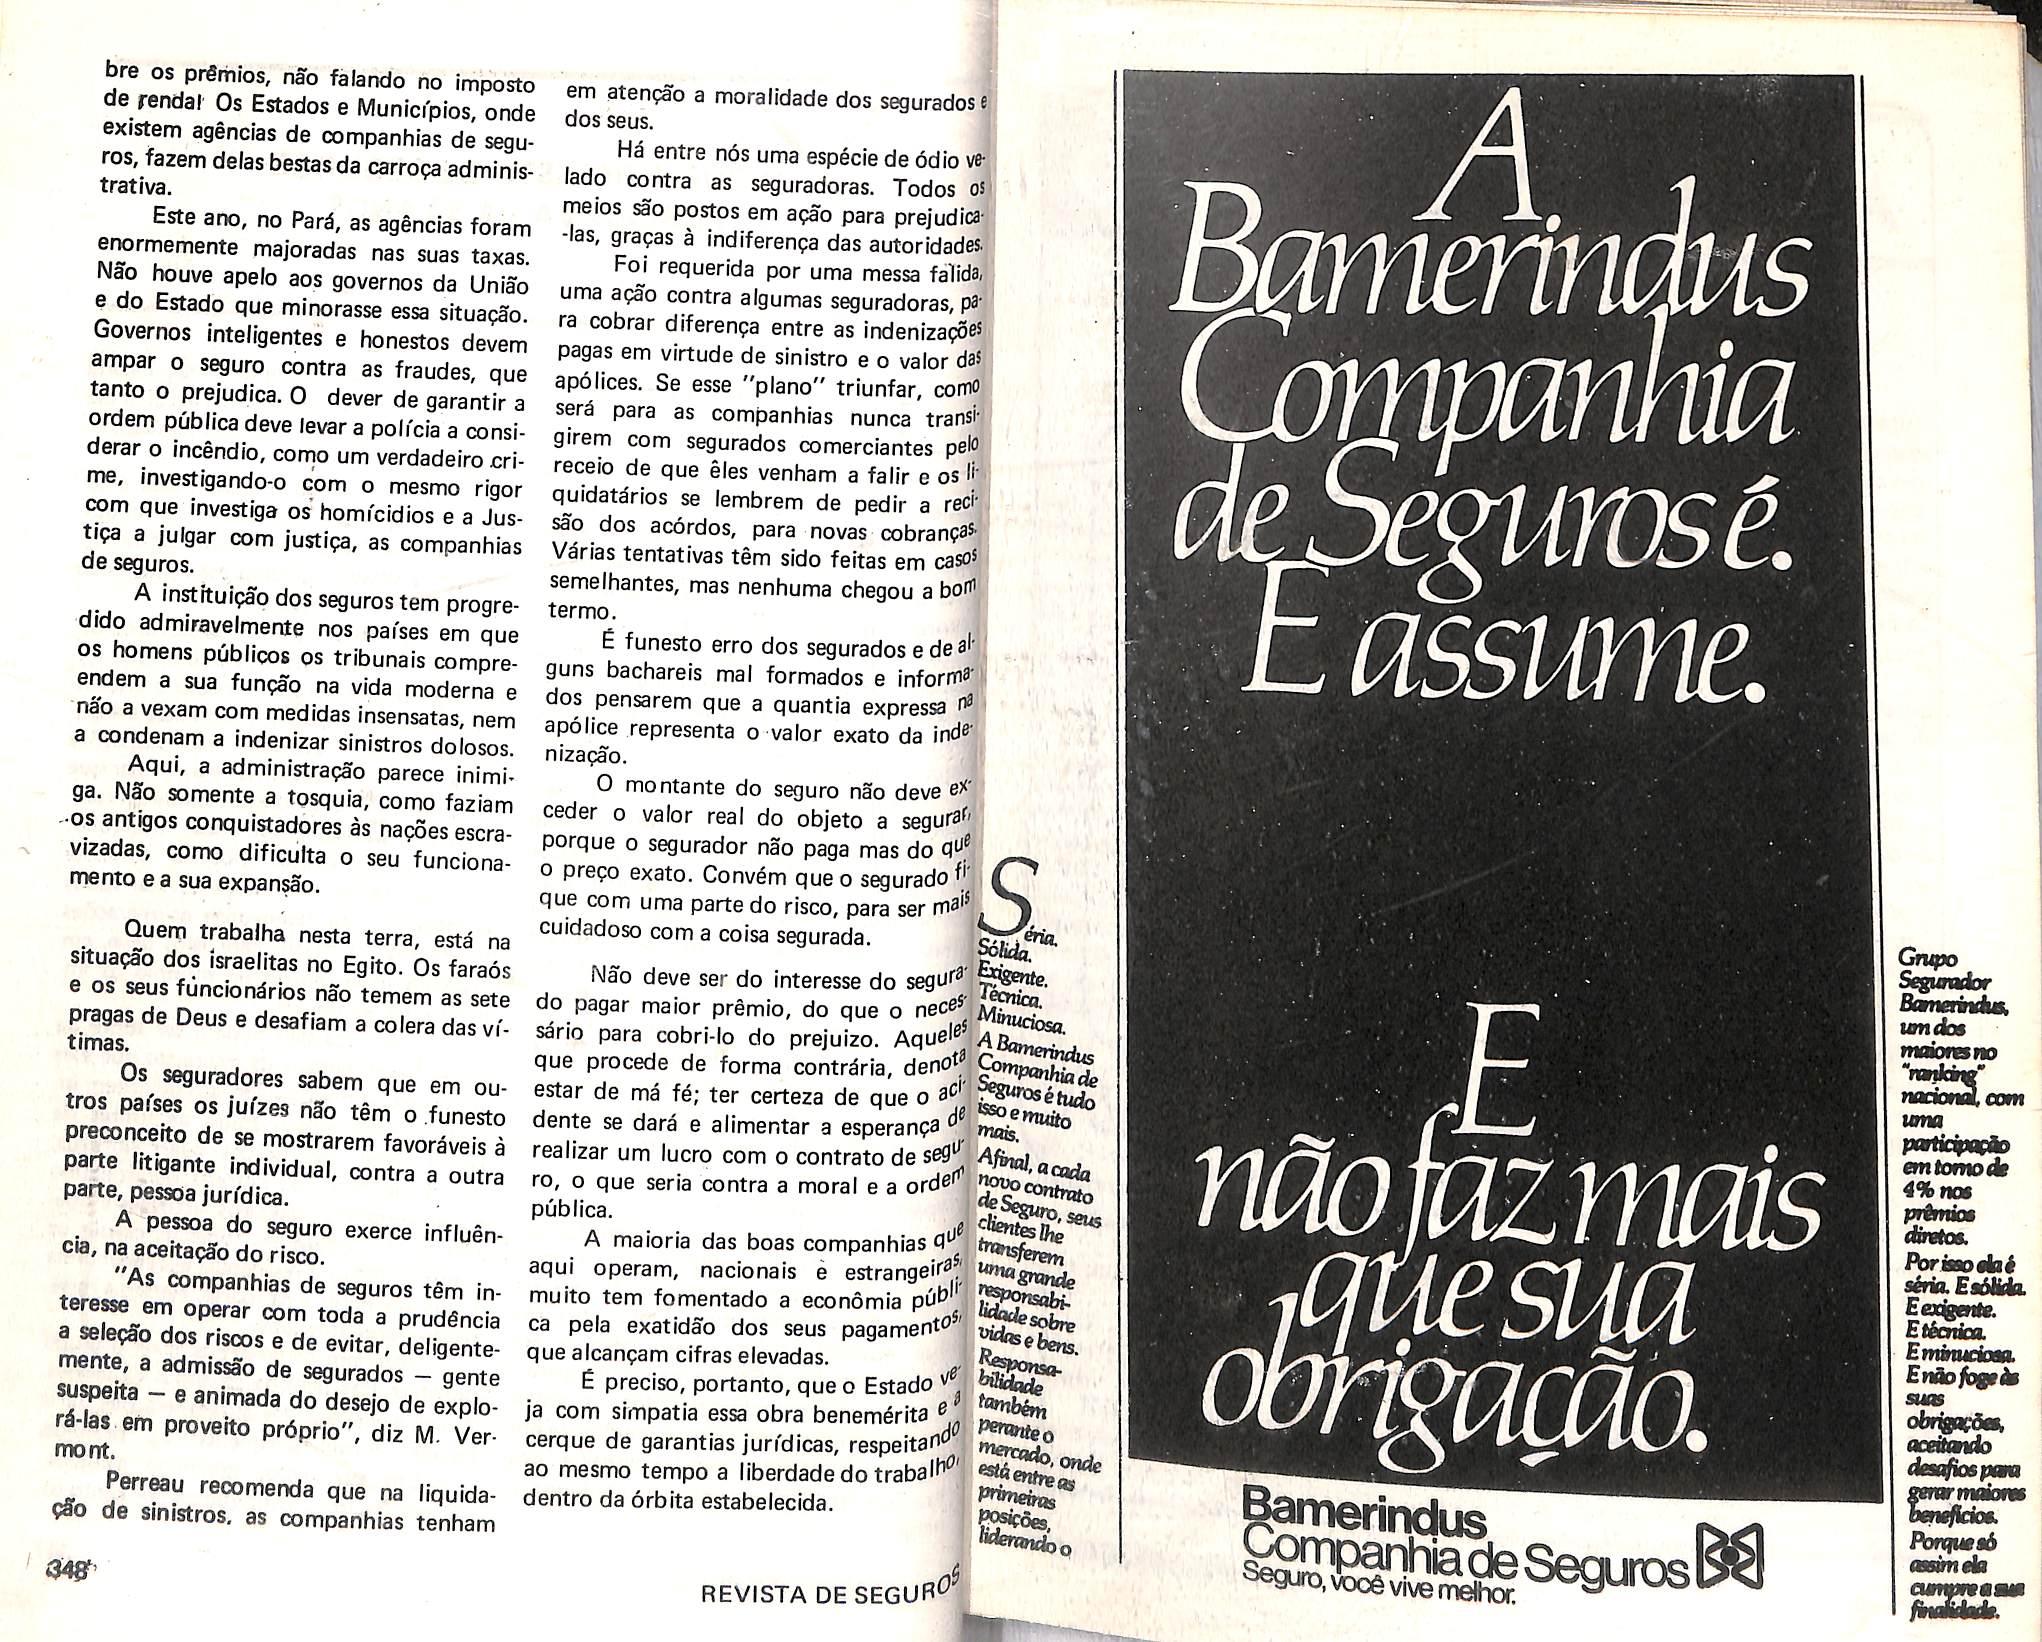 bre os prêmios, não falando no imposto
de renda! Os Estados e Municípios, onde
existem agências de companhias de segu-
ros, fazem delas bestas da carroça adminis-
trativa.
Este ano, no Pará, as agências foram
enormemente majoradas nas suas taxas.
Não houve apelo aos governos da União
e do Estado que minorasse essa situação.
Governos inteligentes e honestos devem
ampar o seguro contra as fraudes, que
tanto o prejudica. O dever de garantir a
ordem pública deve levar a polícia a consi-
derar o incêndio, como um verdadeiro cri-
me, investigando-o com o mesmo rigor
com que investiga os homícidios e a Jus-
tiça a julgar com justiça, as companhias
de seguros.
A instituição dos seguros tem progre-
dido admiravelmente nos países em que
os homens públicos os tribunais compre-
endem a sua função na vida moderna e
não a vexam com medidas insensatas, nem
a condenam a indenizar sinistros dolosos.
Aqui, a administração parece inimi-
ga. Não somente a tosquia, como faziam
os antigos conquistadores às nações escra-
vizadas, como dificulta o seu funciona-
mento e a sua expansão.
Quem trabalha nesta terra, está na
situação dos israelitas no Egito. Os faraós
e os seus funcionários não temem as sete
pragas de Deus e desafiam a colera das ví-
timas.
Os seguradores sabem que em ou-
tros países os juízes não têm o funesto
preconceito de se mostrarem favoráveis à
parte litigante individual, contra a outra
parte, pessoa jurídica.
A pessoa do seguro exerce influên-
cia, na aceitação do risco.
"As companhias de seguros têm in-
teresse em operar com toda a prudência
a seleção dos riscos e de evitar, deligente-
mente, a admissão de segurados — gente
suspeita — e animada do desejo de explo-
rá-las em proveito próprio", diz M. Ver-
mont.
Perreau recomenda que na liquida-
ção de sinistros, as companhias tenham
348
em atenção a moralidade dos segurados e
dos seus.
Há entre nós uma espécie de ódio ve-
lado contra as seguradoras. Todos os
meios são postos em ação para prejudica-
-las, graças à indiferença das autoridades.
Foi requerida por uma messa falida,
uma ação contra algumas seguradoras, pa-
ra cobrar diferença entre as indenizações
pagas em virtude de sinistro e o valor das
apólices. Se esse "plano" triunfar, como
será para as companhias nunca transi-
girem com segurados comerciantes pelo
receio de que êles venham a falir e os li-
quidatários se lembrem de pedir a reci-
são dos acórdos, para novas cobranças.
Várias tentativas têm sido feitas em casos
semelhantes, mas nenhuma chegou a bom
termo.
É funesto erro dos segurados e de al-
guns bachareis mal formados e informa-
dos pensarem que a quantia expressa na
apólice representa o valor exato da inde-
nização.
O montante do seguro não deve ex-
ceder o valor real do objeto a segurar,
porque o segurador não paga mas do que
o preço exato. Convém que o segurado fi-
que com uma parte do risco, para ser mais
cuidadoso com a coisa segurada.
Não deve ser do interesse do segura-
do pagar maior prêmio, do que o neces-
sário para cobri-lo do prejuizo. Aqueles
que procede de forma contrária, denota
estar de má fé; ter certeza de que o aci-
dente se dará e alimentar a esperança de
realizar um lucro com o contrato de segu-
ro, o que seria contra a moral e a ordem
pública.
A maioria das boas companhias que
aqui operam, nacionais e estrangeiras,
muito tem fomentado a econômia públi-
ca pela exatidão dos seus pagamentos,
que alcançam cifras elevadas.
É preciso, portanto, que o Estado ve-
ja com simpatia essa obra benemérita e a
cerque de garantias jurídicas, respeitando
ao mesmo tempo a liberdade do trabalho,
dentro da órbita estabelecida.
REVISTA DE SEGUROS
A
Bamerindus
Companhia
de Seguros é.
E assume.
E
não faz mais
que sua
obrigação.
Séria.
Sólida.
Exigente.
Técnica.
Minuciosa.
A Bamerindus
Companhia de
Seguros é tudo
isso e muito
mais.
Afinal, a cada
novo contrato
de Seguro, seus
clientes lhe
transferem
uma grande
responsabi-
lidade sobre
vidas e bens.
Responsa-
bilidade
também
perante o
mercado, onde
está entre as
primeiras
posições,
liderando o
Grupo
Segurador
Bamerindus,
um dos
maiores no
"ranking"
nacional, com
uma
participação
em torno de
4% nos
prêmios
diretos.
Por isso ela é
séria. E sólida.
E exigente.
E técnica.
E minuciosa.
E não foge às
suas
obrigações,
aceitando
desafios para
gerar maiores
benefícios.
Porque só
assim ela
cumpre a sua
finalidade.
Bamerindus
Companhia de Seguros
Seguro, você vive melhor.